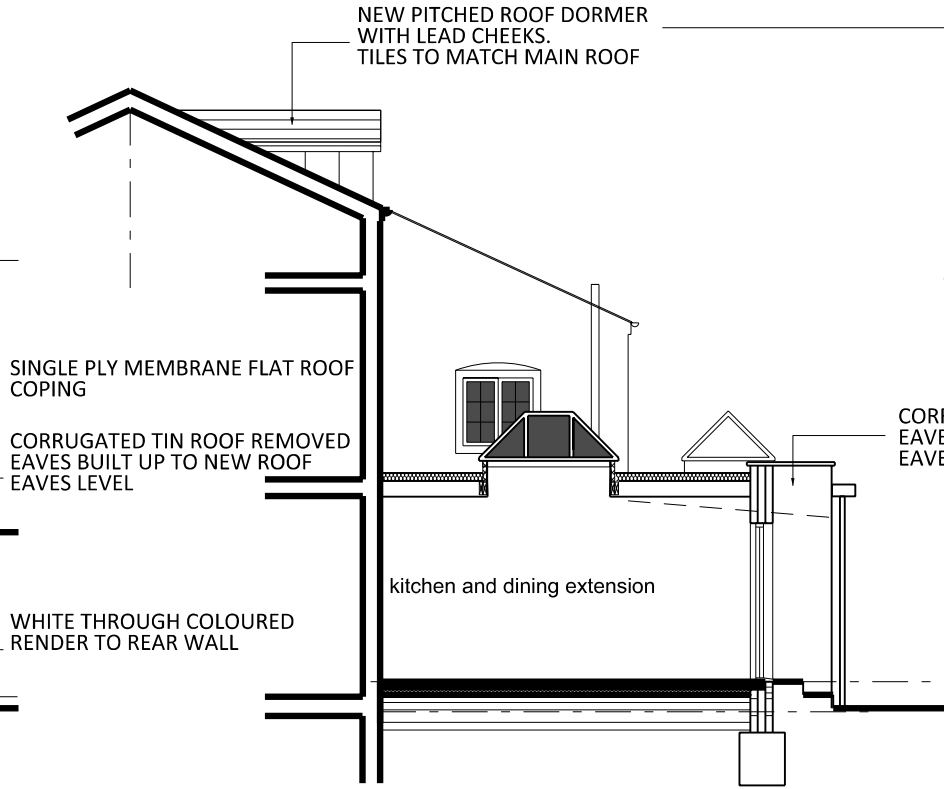 NEW PITCHED ROOF DORMER
WITH LEAD CHEEKS.
TILES TO MATCH MAIN ROOF
SINGLE PLY MEMBRANE FLAT ROOF
COPING
CORRUGATED TIN ROOF REMOVED
EAVES BUILT UP TO NEW ROOF
EAVES LEVEL
WHITE THROUGH COLOURED
RENDER TO REAR WALL
kitchen and dining extension